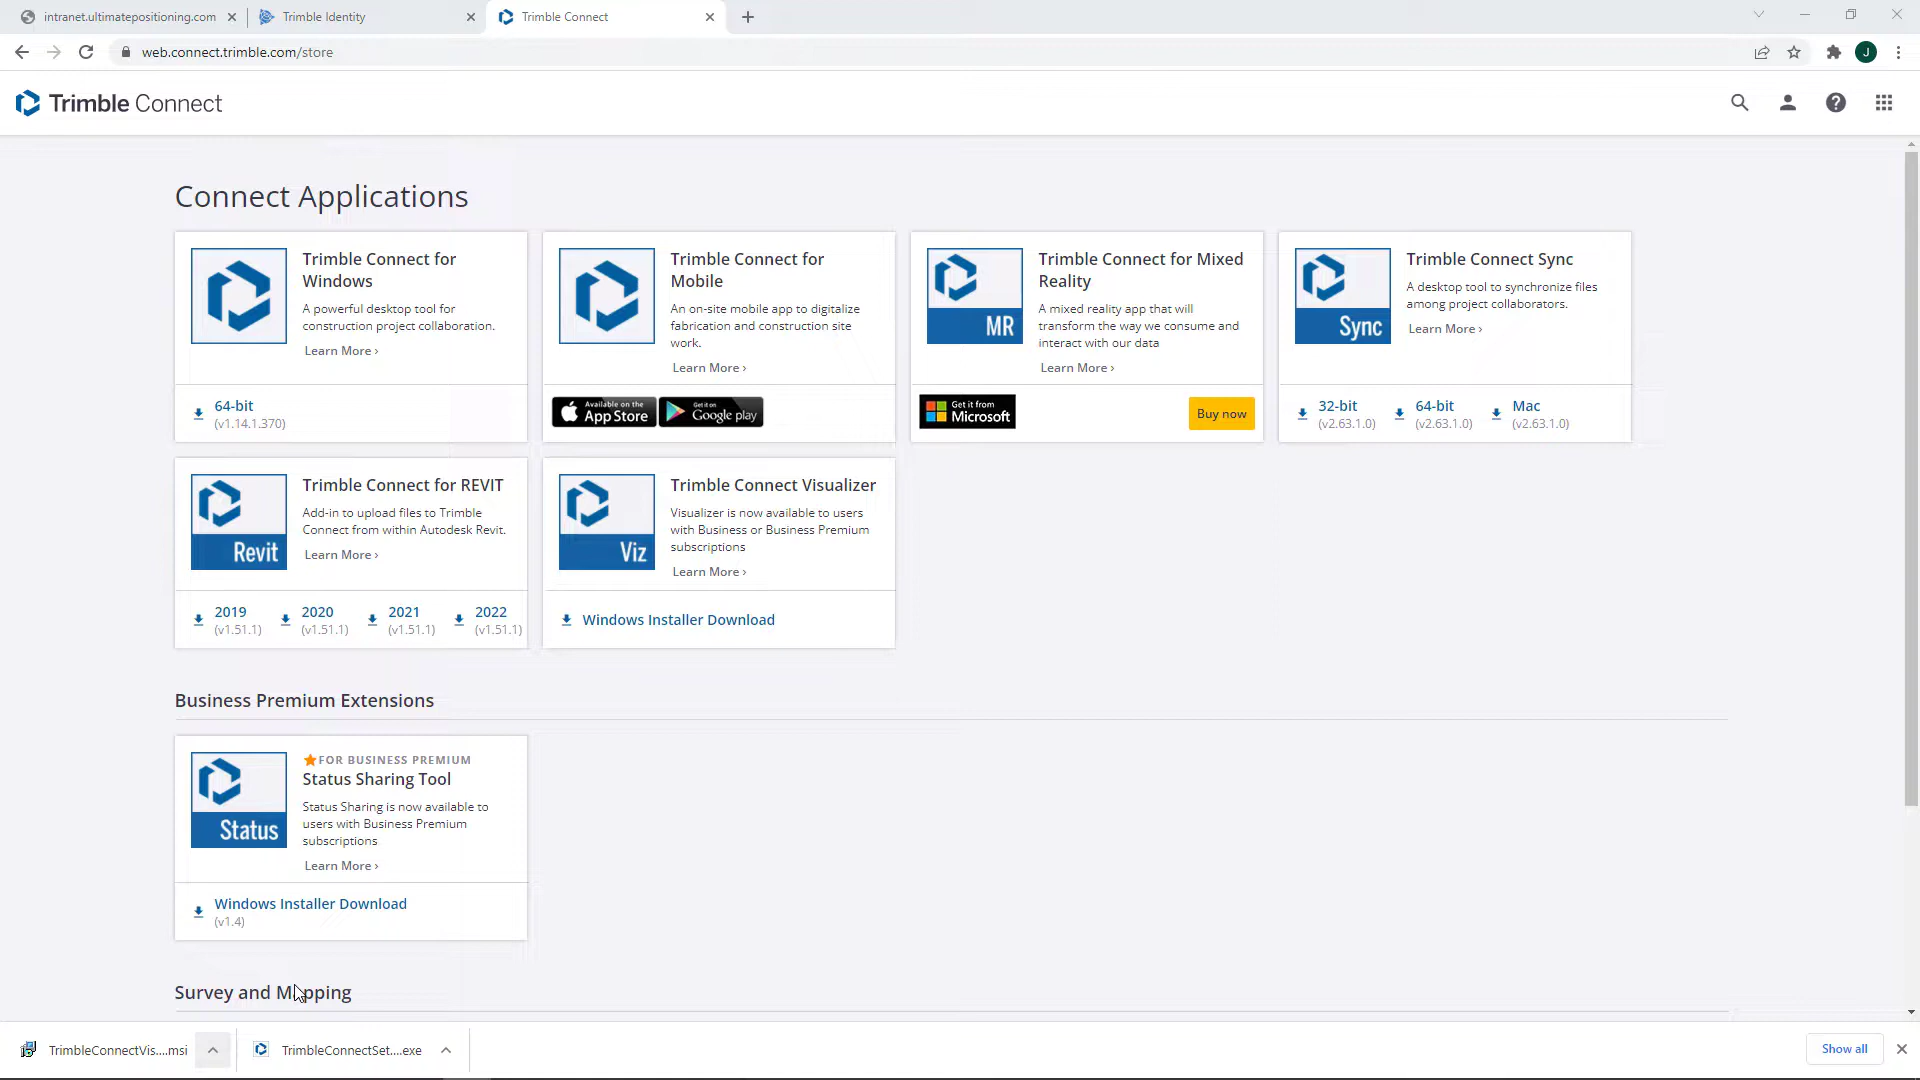 intranet.ultimatepositioning.com
Trimble Identity
Trimble Connect
web.connect.trimble.com/store
J
Trimble Connect
Connect Applications
Trimble Connect for
Windows
A powerful desktop tool for
construction project collaboration.
Learn More ›
64-bit
(v1.14.1.370)
Trimble Connect for
Mobile
An on-site mobile app to digitalize
fabrication and construction site
work.
Learn More ›
Available on the
App Store
Get it on
Google play
MR
Trimble Connect for Mixed
Reality
A mixed reality app that will
transform the way we consume and
interact with our data
Learn More ›
Get it from
Microsoft
Buy now
Sync
Trimble Connect Sync
A desktop tool to synchronize files
among project collaborators.
Learn More ›
32-bit
(v2.63.1.0)
64-bit
(v2.63.1.0)
Mac
(v2.63.1.0)
Revit
Trimble Connect for REVIT
Add-in to upload files to Trimble
Connect from within Autodesk Revit.
Learn More ›
2019
(v1.51.1)
2020
(v1.51.1)
2021
(v1.51.1)
2022
(v1.51.1)
Viz
Trimble Connect Visualizer
Visualizer is now available to users
with Business or Business Premium
subscriptions
Learn More ›
Windows Installer Download
Business Premium Extensions
Status
FOR BUSINESS PREMIUM
Status Sharing Tool
Status Sharing is now available to
users with Business Premium
subscriptions
Learn More ›
Windows Installer Download
(v1.4)
Survey and Mapping
TrimbleConnectVis....msi
TrimbleConnectSet....exe
Show all